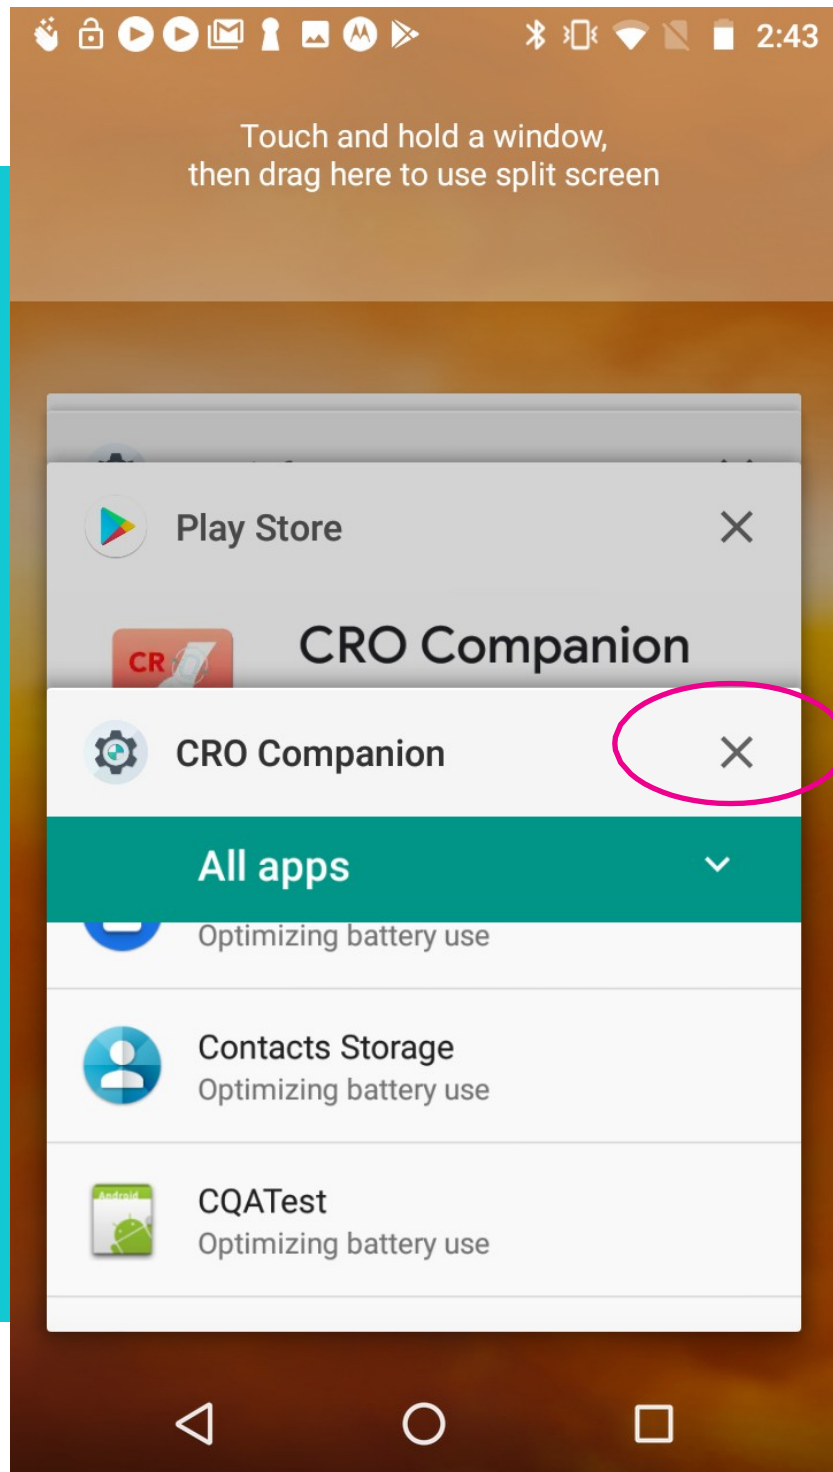 2:43
Touch and hold a window,
then drag here to use split screen
Play Store
CRO Companion
CR
CRO Companion
All apps
Optimizing battery use
Contacts Storage
Optimizing battery use
Android
CQATest
Optimizing battery use